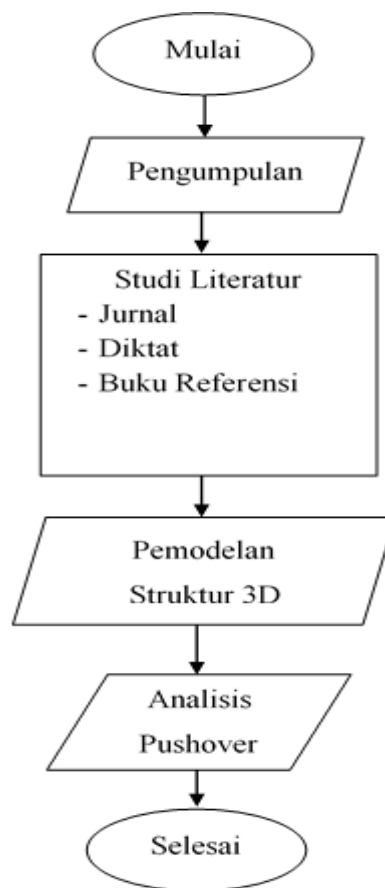 Mulai
Pengumpulan
Studi Literatur
- Jurnal
- Diktat
- Buku Referensi
Pemodelan
Struktur 3D
Analisis
Pushover
Selesai